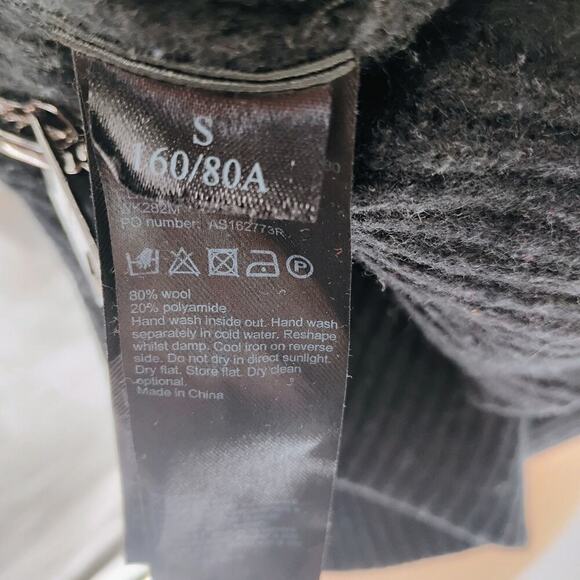 S
160/80A
PO number: AS162773R
P
80% wool
20% polyamide
Hand wash inside out. Hand wash
separately in cold water. Reshape
whilst damp. Cool iron on reverse
side. Do not dry in direct sunlight.
Dry flat. Store flat. Dry clean
optional.
Made in China